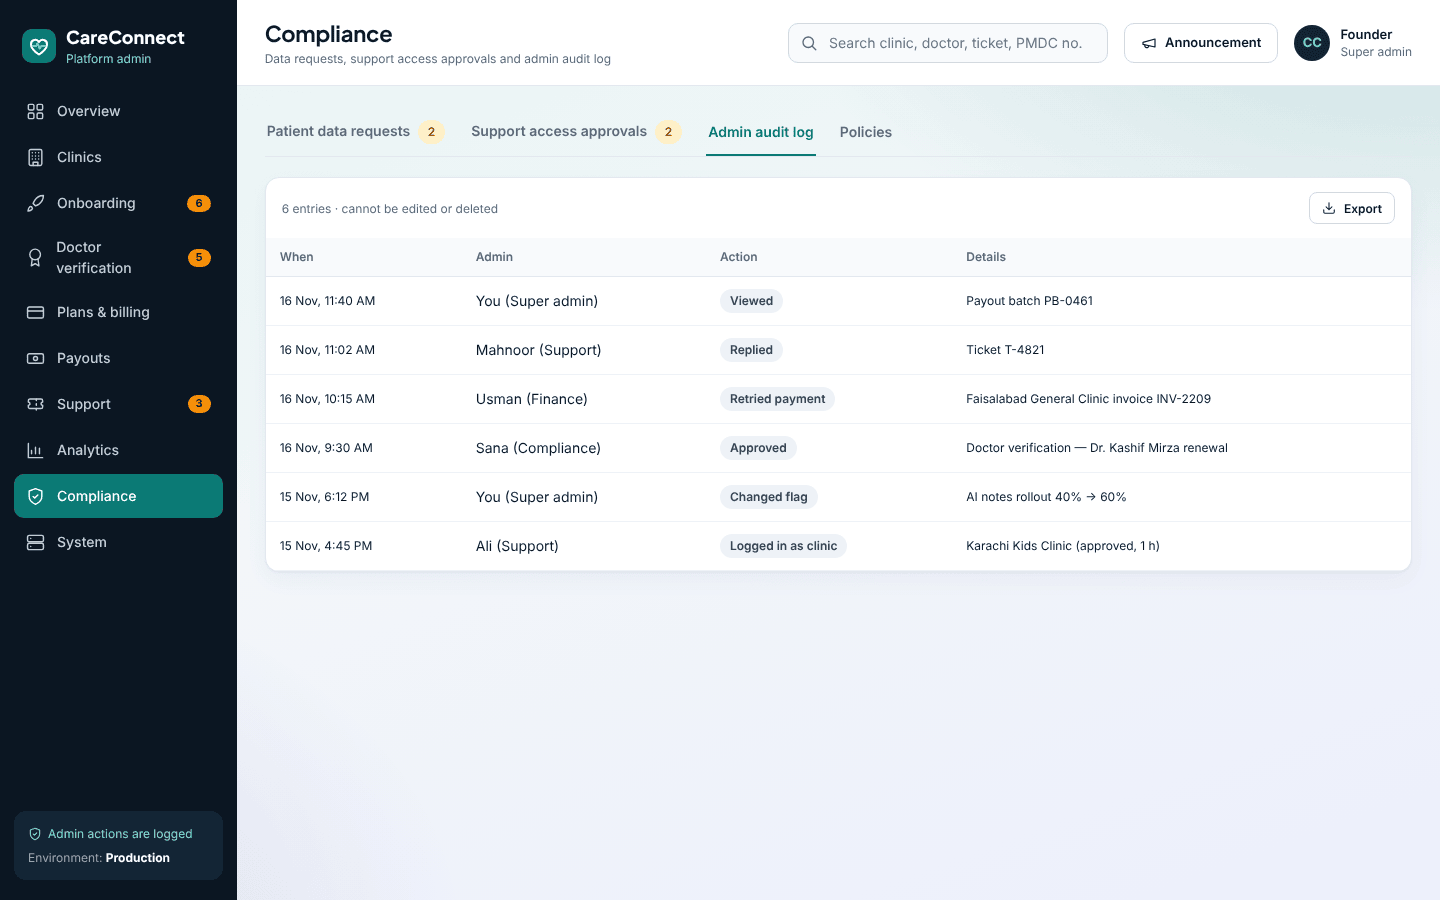 CareConnect
Platform admin
Overview
Clinics
Onboarding 6
Doctor
verification 5
Plans & billing
Payouts
Support 3
Analytics
Compliance
System
Admin actions are logged
Environment: Production
Compliance
Data requests, support access approvals and admin audit log
Search clinic, doctor, ticket, PMDC no.
Announcement
CC
Founder
Super admin
Patient data requests 2 Support access approvals 2 Admin audit log Policies
6 entries · cannot be edited or deleted
Export
When Admin Action Details
16 Nov, 11:40 AM You (Super admin) Viewed Payout batch PB-0461
16 Nov, 11:02 AM Mahnoor (Support) Replied Ticket T-4821
16 Nov, 10:15 AM Usman (Finance) Retried payment Faisalabad General Clinic invoice INV-2209
16 Nov, 9:30 AM Sana (Compliance) Approved Doctor verification — Dr. Kashif Mirza renewal
15 Nov, 6:12 PM You (Super admin) Changed flag AI notes rollout 40% → 60%
15 Nov, 4:45 PM Ali (Support) Logged in as clinic Karachi Kids Clinic (approved, 1 h)